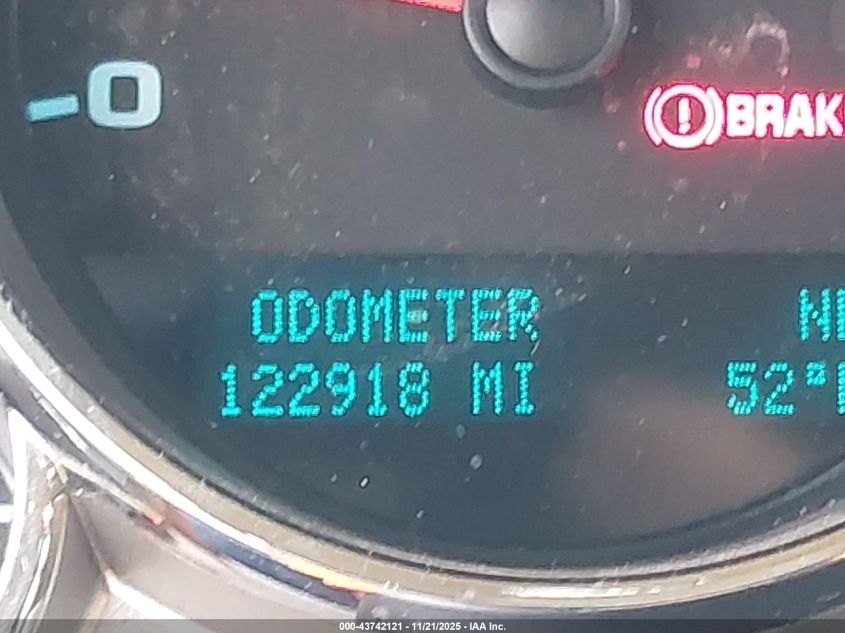 0
BRAK
ODOMETER
122918 MI
52°
000-43742121 - 11/21/2025 - IAA Inc.